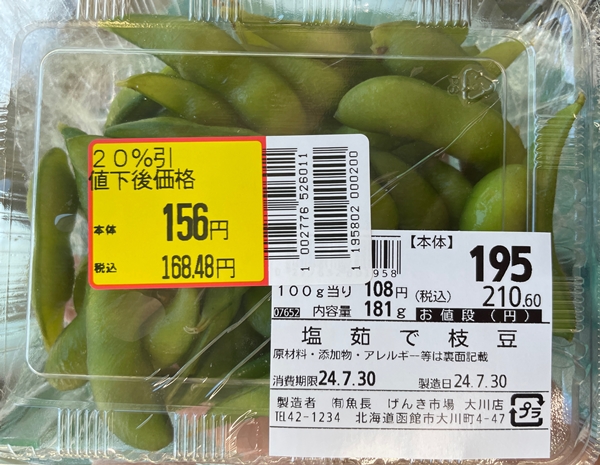 20%引
値下後価格
本体 156円
税込 168.48円
1 002776 526011
1 195802 000200
958
【本体】 195
100g当り 108円 (税込) 210.60
07652 内容量 181g お値段(円)
塩茹で枝豆
原材料・添加物・アレルギー等は裏面記載
消費期限24.7.30 製造日24.7.30
製造者 ㈲魚長 げんき市場 大川店
TEL42-1234 北海道函館市大川町4-47
プラ